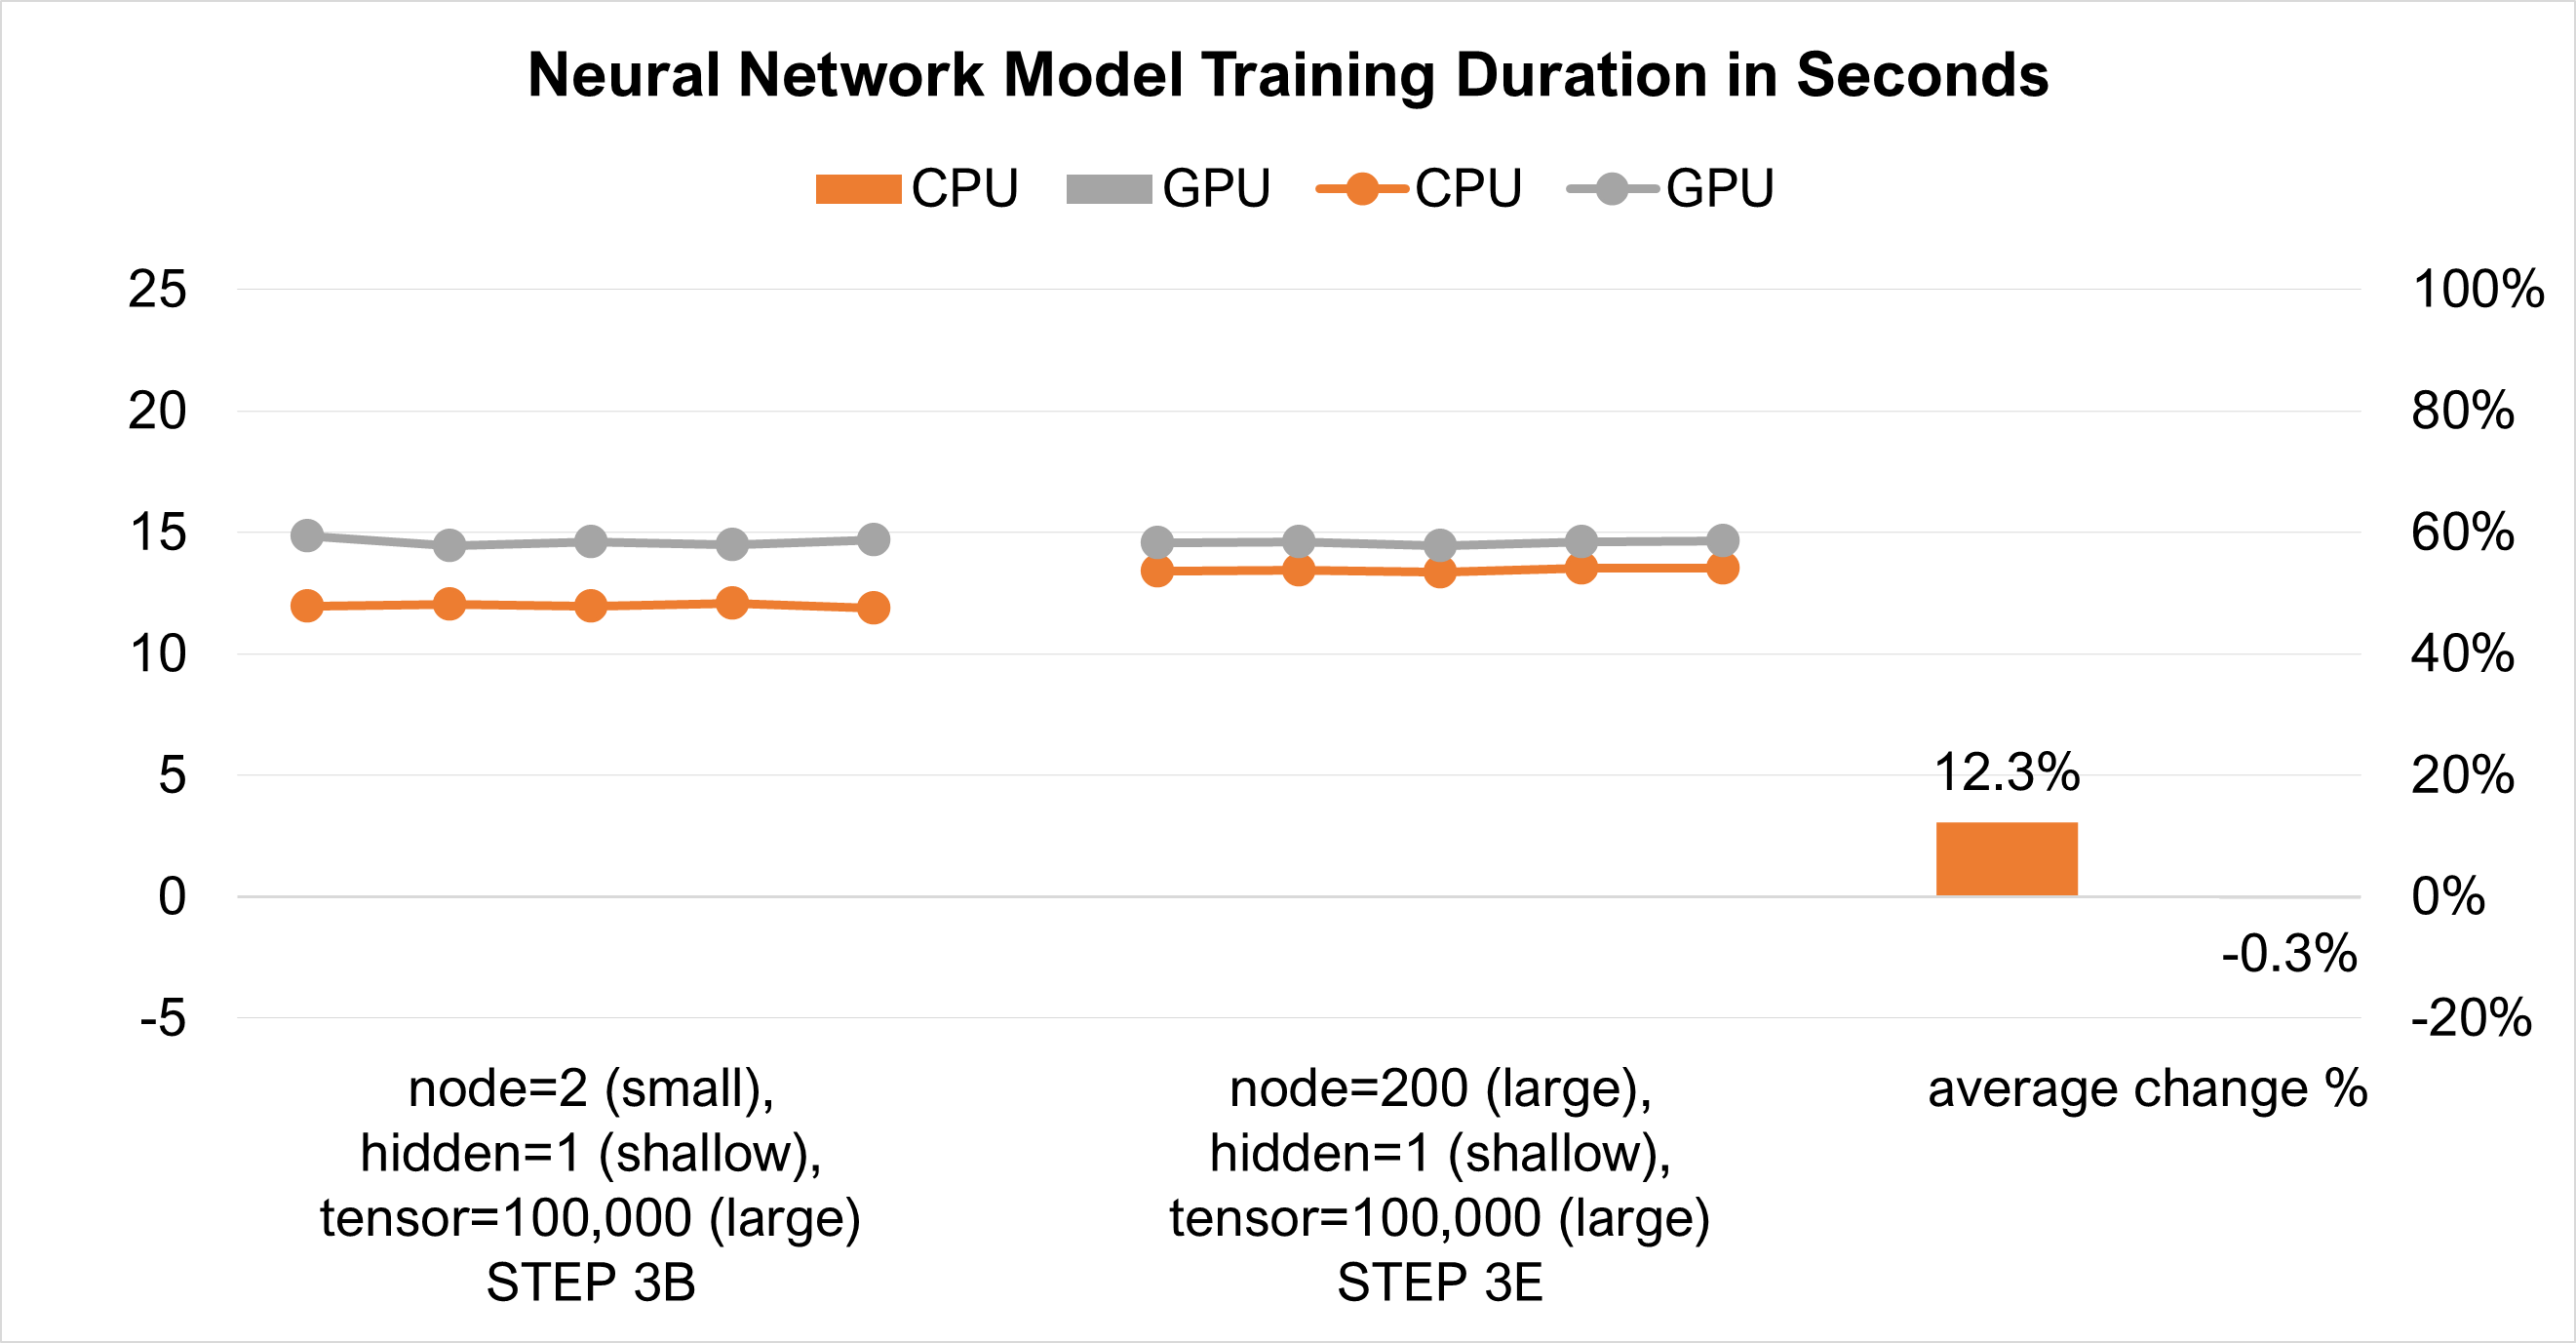 Neural Network Model Training Duration in Seconds
CPU GPU CPU GPU
25 100%
20 80%
15 60%
10 40%
5 12.3% 20%
0 0%
-0.3%
-5 -20%
node=2 (small), node=200 (large), average change %
hidden=1 (shallow), hidden=1 (shallow),
tensor=100,000 (large) tensor=100,000 (large)
STEP 3B STEP 3E